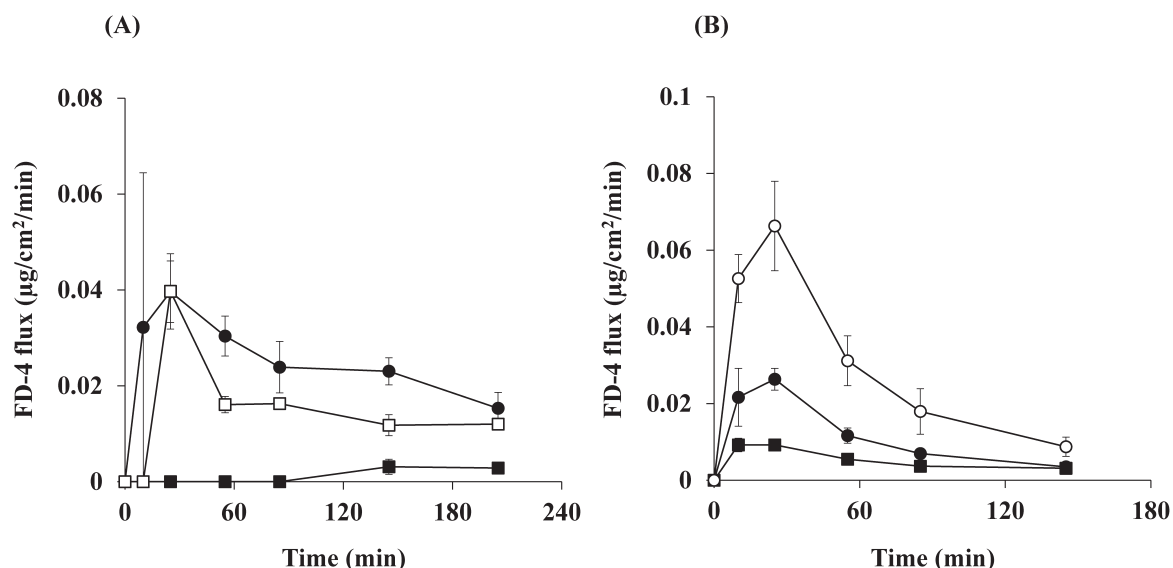 (A)
(B)
0.08
0.06
0.04
0.02
0
FD-4 flux (μg/cm²/min)
0 60 120 180 240
Time (min)
0.1
0.08
0.06
0.04
0.02
0
FD-4 flux (μg/cm²/min)
0 60 120 180
Time (min)